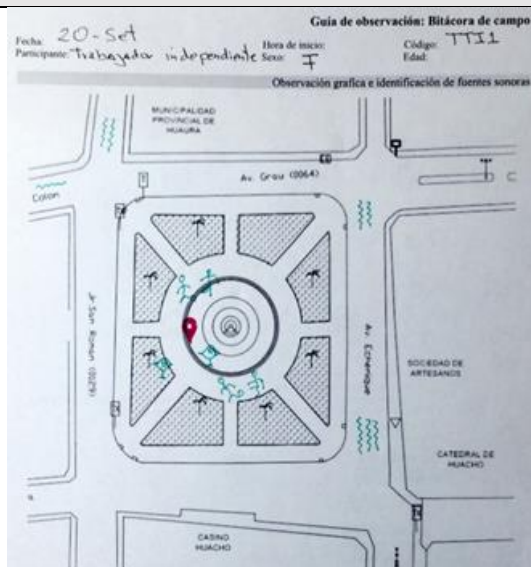 Guía de observación: Bitácora de campo
Fecha: 20-Set
Hora de inicio:
Código: TTI1
Participante: Trabajador independiente Sexo: F
Edad:
Observación grafica e identificación de fuentes sonoras
MUNICIPALIDAD
PROVINCIAL DE
HUAURA
Av. Grau (0064)
Colon
Jr San Roman (0029)
Av. Echenique
SOCIEDAD DE
ARTESANOS
CATEDRAL DE
HUACHO
CASINO
HUACHO